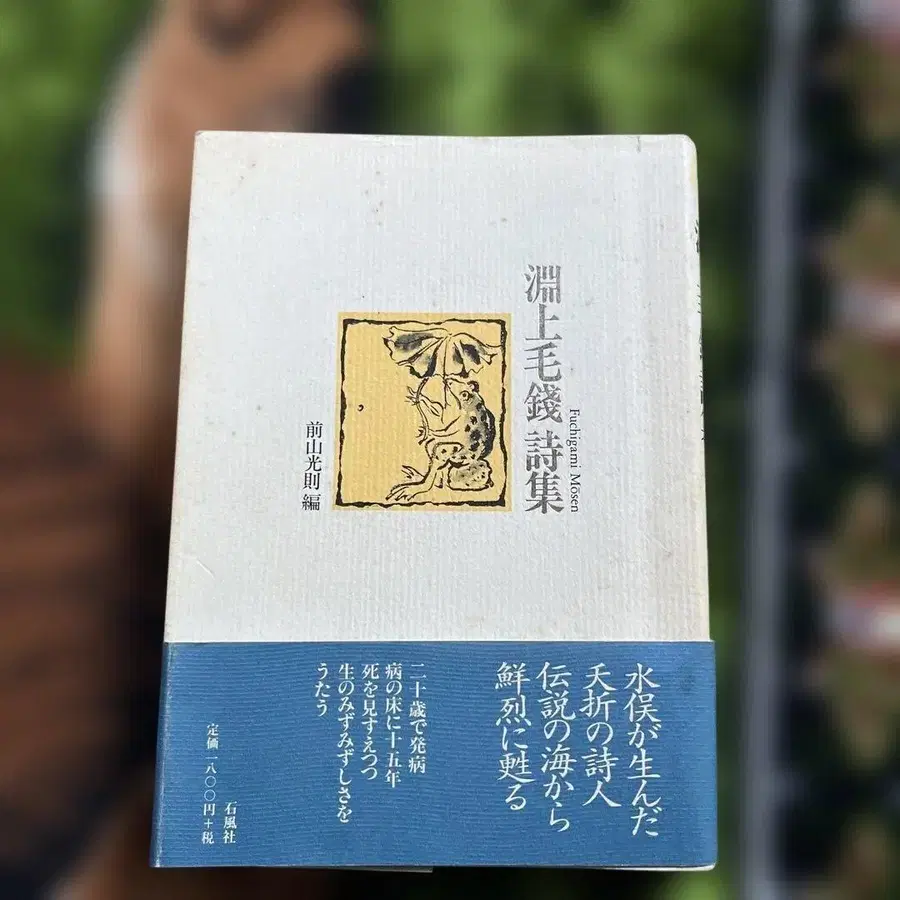 淵上毛錢 詩集
Fuchigami Mōsen
前山光則 編
水俣が生んだ
夭折の詩人
伝説の海から
鮮烈に甦る
二十歳で発病
病の床に十五年
死を見すえつつ
生のみずみずしさを
うたう
石風社
定価一八〇〇円+税